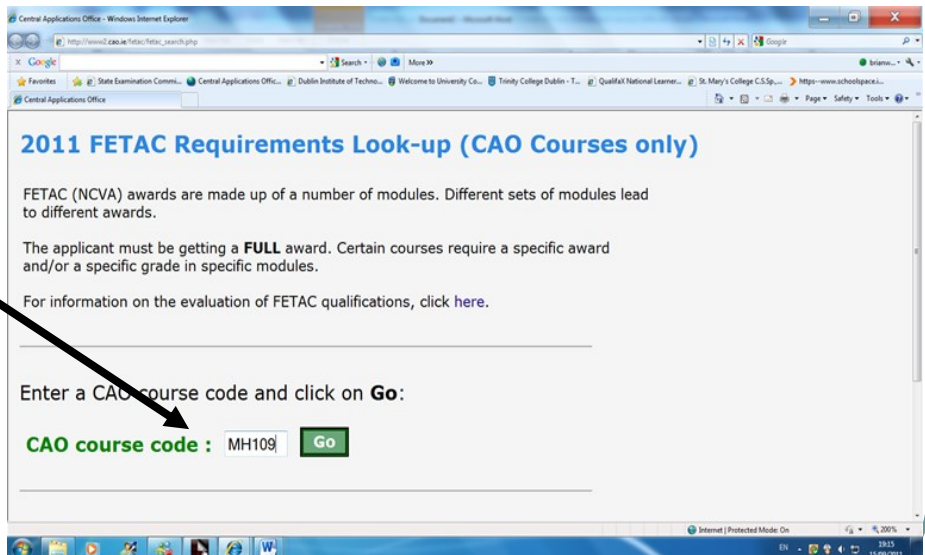 Central Applications Office - Windows Internet Explorer
http://www2.cao.ie/fetac/fetac_search.php
Google
x Google
Search
More »
brianw...
Favorites
State Examination Commi...
Central Applications Offic...
Dublin Institute of Techno...
Welcome to University Co...
Trinity College Dublin - T...
QualifaX National Learner...
St. Mary's College C.S.Sp,...
https--www.schoolspace.i...
Central Applications Office
Page
Safety
Tools
2011 FETAC Requirements Look-up (CAO Courses only)
FETAC (NCVA) awards are made up of a number of modules. Different sets of modules lead
to different awards.
The applicant must be getting a FULL award. Certain courses require a specific award
and/or a specific grade in specific modules.
For information on the evaluation of FETAC qualifications, click here.
Enter a CAO course code and click on Go:
CAO course code : MH109 Go
Internet | Protected Mode: On
200%
EN
19:15
15/09/2011